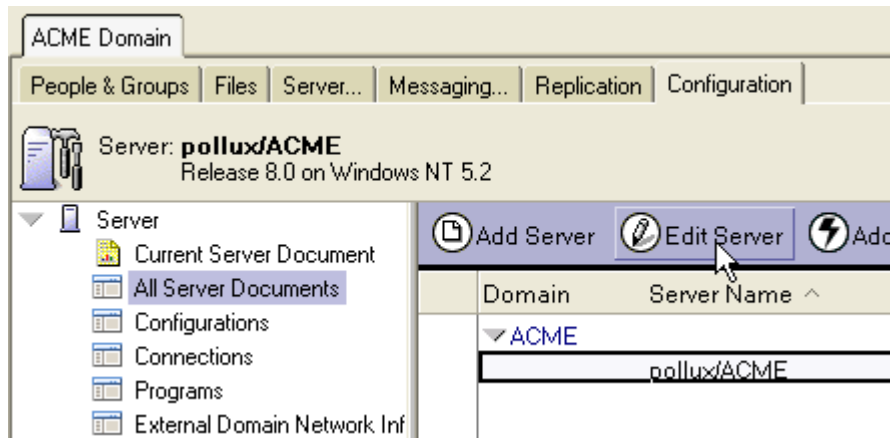 ACME Domain
People & Groups Files Server... Messaging... Replication Configuration
Server: pollux/ACME
Release 8.0 on Windows NT 5.2
Server
Current Server Document
All Server Documents
Configurations
Connections
Programs
External Domain Network Inf
Add Server Edit Server Add
Domain Server Name
ACME
pollux/ACME